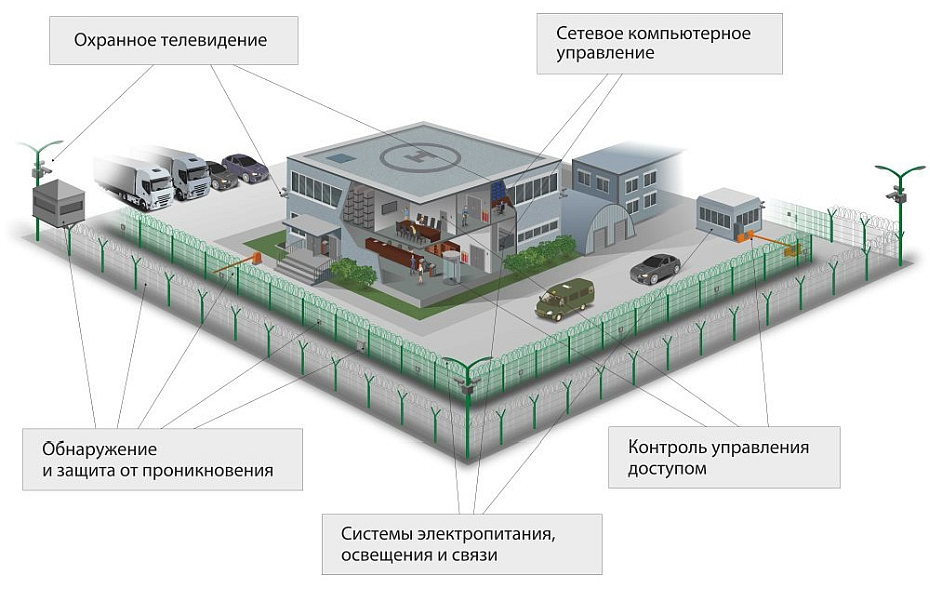 Охранное телевидение
Сетевое компьютерное
управление
Обнаружение
и защита от проникновения
Контроль управления
доступом
Системы электропитания,
освещения и связи
H